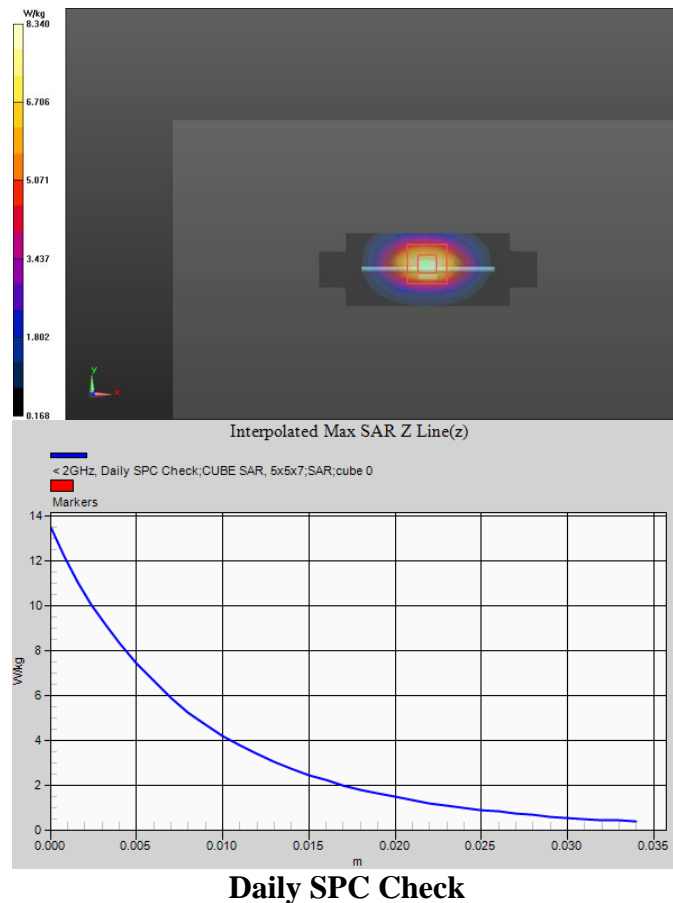 W/kg
8.340
6.706
5.071
3.437
1.802
0.168
y
x
Interpolated Max SAR Z Line(z)
< 2GHz, Daily SPC Check;CUBE SAR, 5x5x7;SAR;cube 0
Markers
14
12
10
8
6
4
2
0
W/kg
0.000 0.005 0.010 0.015 0.020 0.025 0.030 0.035
m
Daily SPC Check